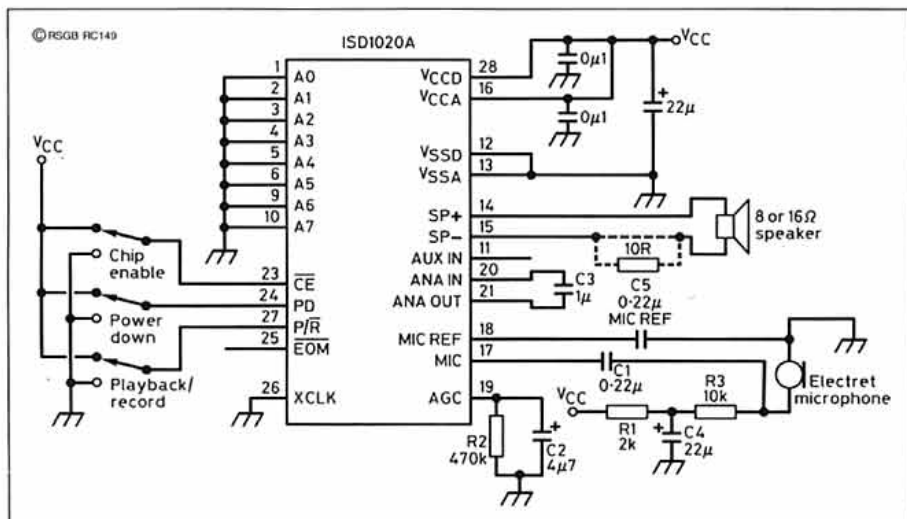 © RSGB RC149
ISD1020A
VCC
1 A0
2 A1
3 A2
4 A3
5 A4
6 A5
9 A6
10 A7
Chip
enable
23 CE
24 PD
Power
down
27 P/R
25 EOM
Playback/
record
26 XCLK
VCCD 28
VCCA 16
VSSD 12
VSSA 13
SP+ 14
SP- 15
AUX IN 11
ANA IN 20
ANA OUT 21
MIC REF 18
MIC 17
AGC 19
0µ1
0µ1
VCC
+
22µ
8 or 16Ω
speaker
10R
C3
1µ
C5
0·22µ
MIC REF
C1
0·22µ
Electret
microphone
VCC
R1
2k
R3
10k
+
C4
22µ
R2
470k
+
C2
4µ7